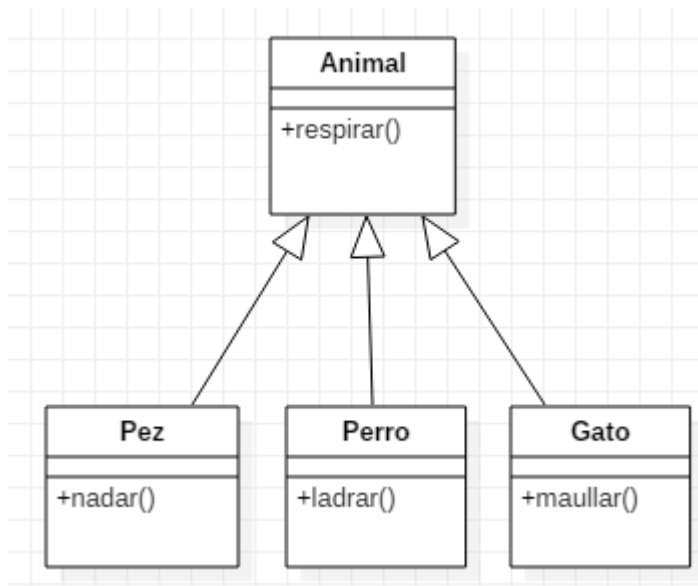 Animal
+respirar()
Pez
+nadar()
Perro
+ladrar()
Gato
+maullar()